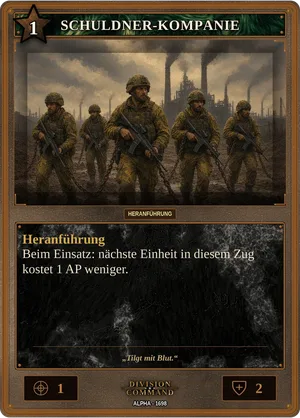 1
SCHULDNER-KOMPANIE
HERANFÜHRUNG
Heranführung
Beim Einsatz: nächste Einheit in diesem Zug
kostet 1 AP weniger.
„Tilgt mit Blut.“
1
DIVISION
COMMAND
ALPHA - 1698
2